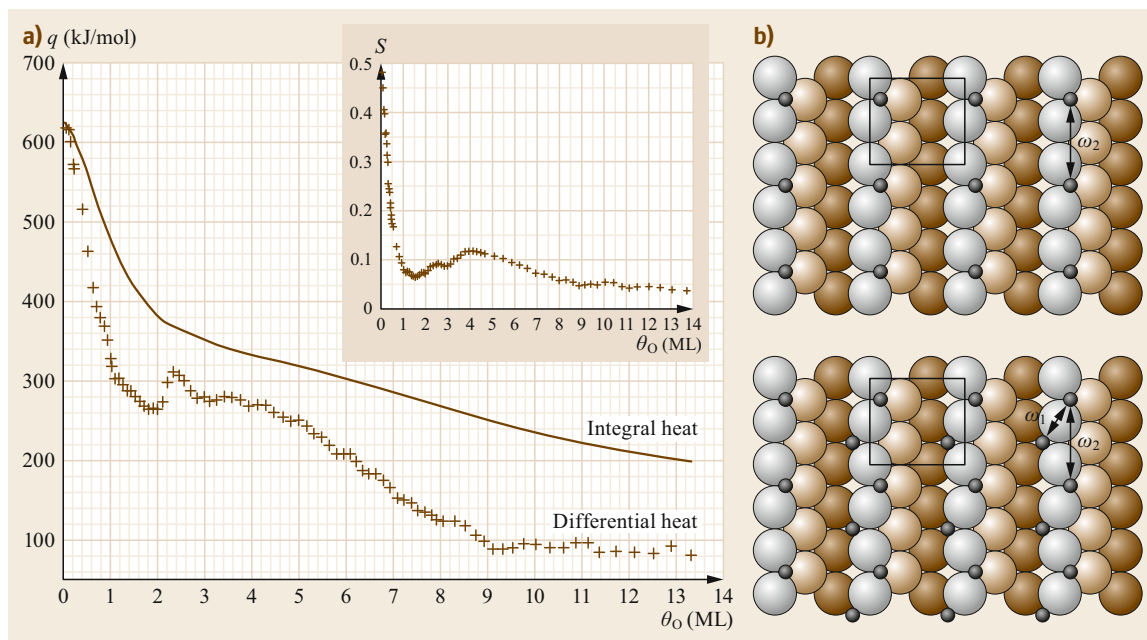 a) q (kJ/mol)
700
600
500
400
300
200
100
0 1 2 3 4 5 6 7 8 9 10 11 12 13 14
θO (ML)
Integral heat
Differential heat
S
0.5
0.4
0.3
0.2
0.1
0
0 1 2 3 4 5 6 7 8 9 10 11 12 13 14
θO (ML)
b)
ω2
ω1
ω2